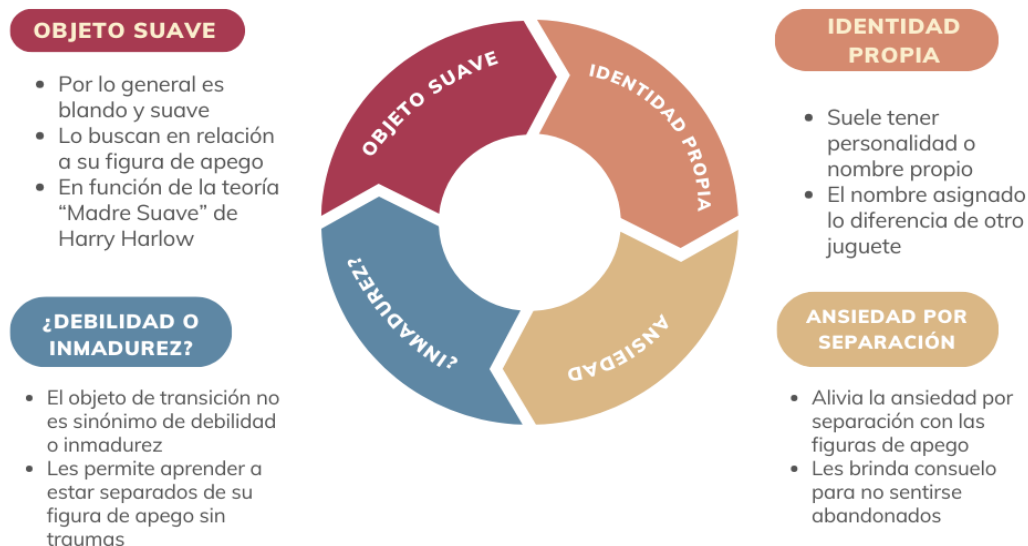 OBJETO SUAVE
• Por lo general es
blando y suave
• Lo buscan en relación
a su figura de apego
• En función de la teoría
“Madre Suave” de
Harry Harlow
OBJETO SUAVE
IDENTIDAD PROPIA
ANSIEDAD
¿INMADUREZ?
IDENTIDAD
PROPIA
• Suele tener
personalidad o
nombre propio
• El nombre asignado
lo diferencia de otro
juguete
¿DEBILIDAD O
INMADUREZ?
• El objeto de transición no
es sinónimo de debilidad
o inmadurez
• Les permite aprender a
estar separados de su
figura de apego sin
traumas
ANSIEDAD POR
SEPARACIÓN
• Alivia la ansiedad por
separación con las
figuras de apego
• Les brinda consuelo
para no sentirse
abandonados